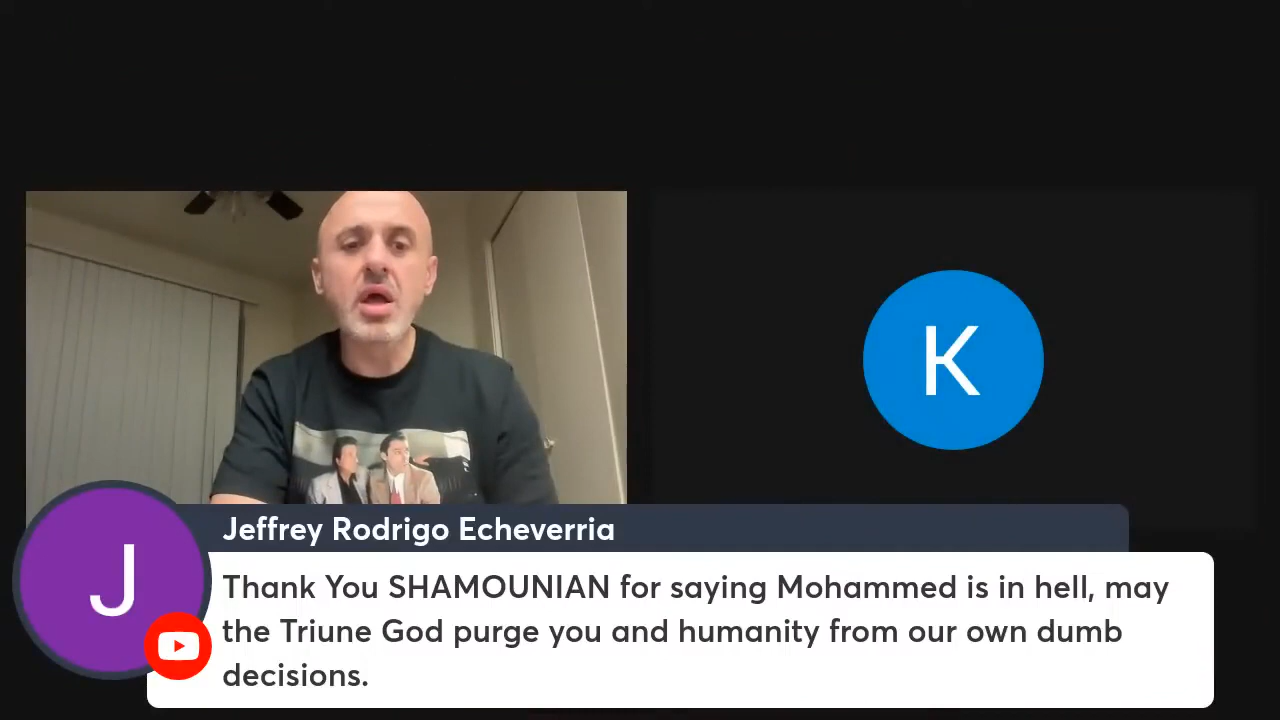 K
J
Jeffrey Rodrigo Echeverria
Thank You SHAMOUNIAN for saying Mohammed is in hell, may
the Triune God purge you and humanity from our own dumb
decisions.